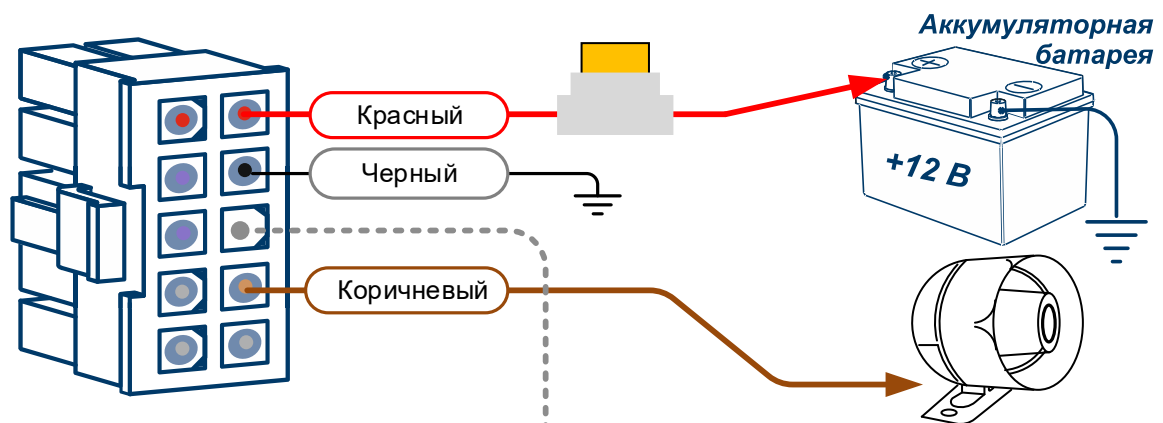 Аккумуляторная
батарея
Красный
+12 В
Черный
Коричневый